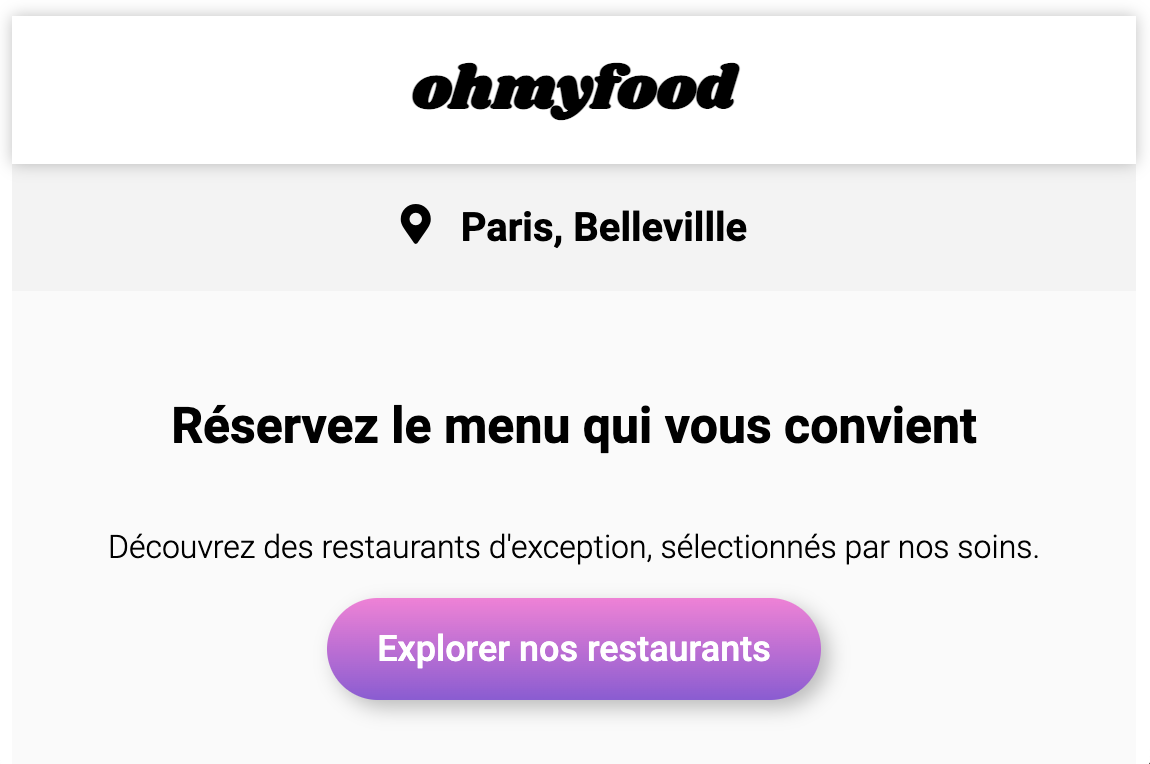 ohmyfood
Paris, Bellevillle
Réservez le menu qui vous convient
Découvrez des restaurants d'exception, sélectionnés par nos soins.
Explorer nos restaurants